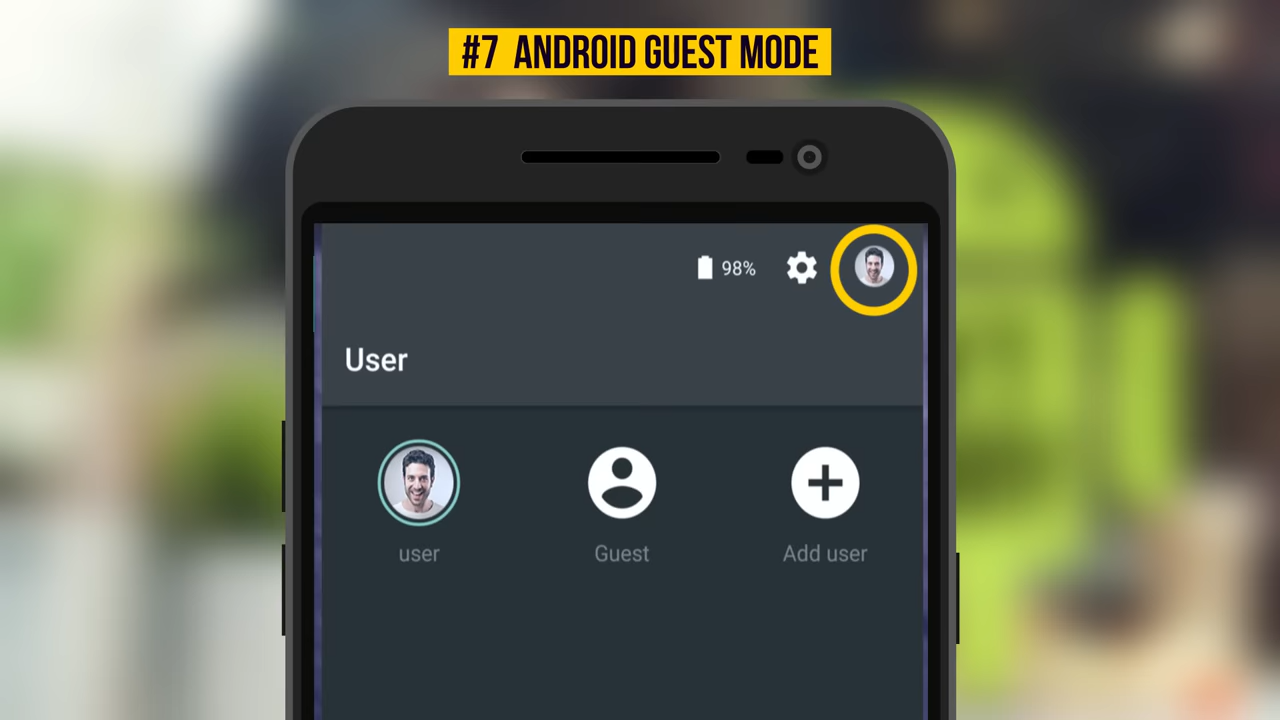 #7 ANDROID GUEST MODE
98%
User
user
Guest
Add user